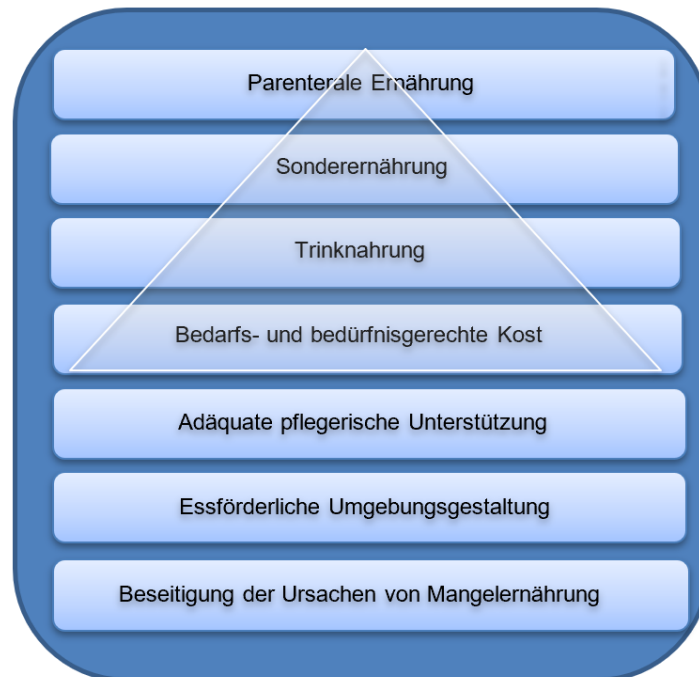 Parenterale Ernährung
Sonderernährung
Trinknahrung
Bedarfs- und bedürfnisgerechte Kost
Adäquate pflegerische Unterstützung
Essförderliche Umgebungsgestaltung
Beseitigung der Ursachen von Mangelernährung